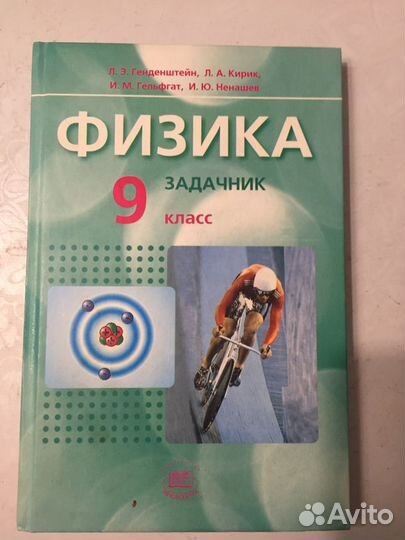 Л. Э. Генденштейн, Л. А. Кирик,
И. М. Гельфгат, И. Ю. Ненашев
ФИЗИКА
ЗАДАЧНИК
9 класс
Avito